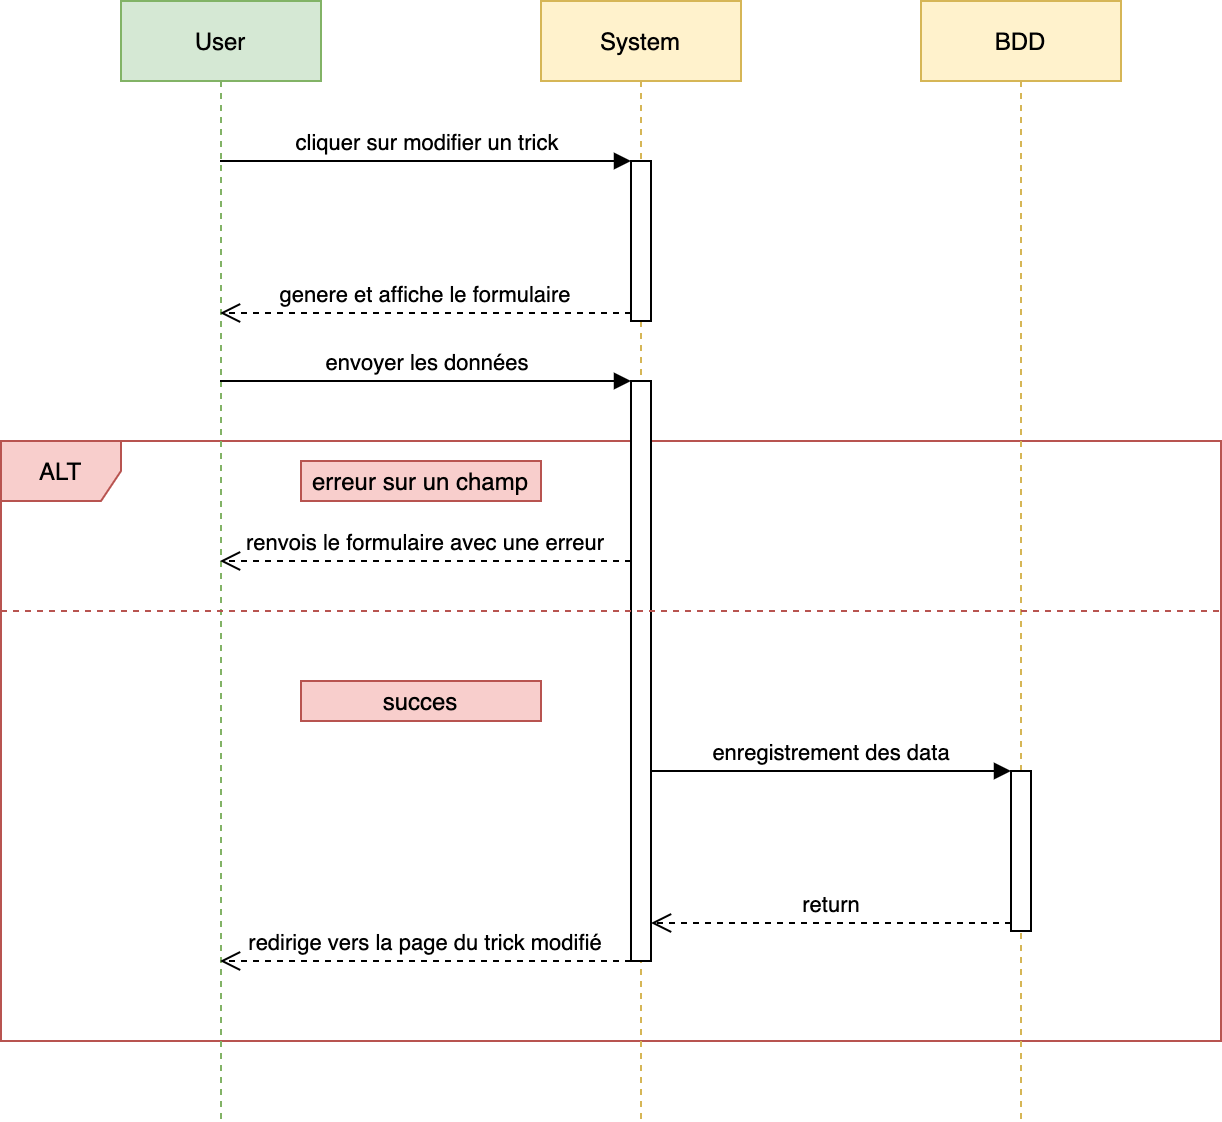 User
System
BDD
cliquer sur modifier un trick
genere et affiche le formulaire
envoyer les données
ALT
erreur sur un champ
renvois le formulaire avec une erreur
succes
enregistrement des data
return
redirige vers la page du trick modifié